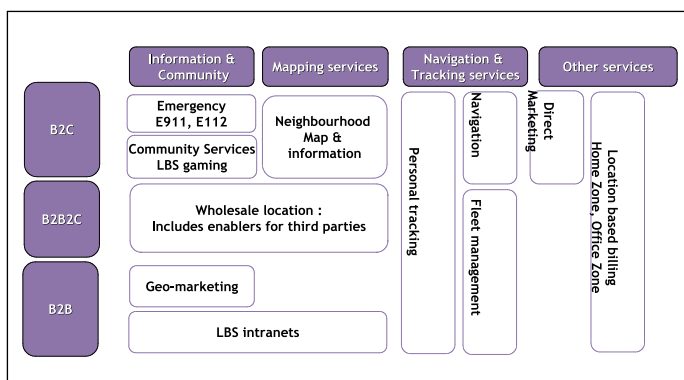 Information &
Community
Mapping services
Navigation &
Tracking services
Other services
B2C
Emergency
E911, E112
Community Services
LBS gaming
Neighbourhood
Map &
information
Personal tracking
Navigation
Direct
Marketing
Location based billing
Home Zone, Office Zone
B2B2C
Wholesale location :
Includes enablers for third parties
Fleet management
B2B
Geo-marketing
LBS intranets